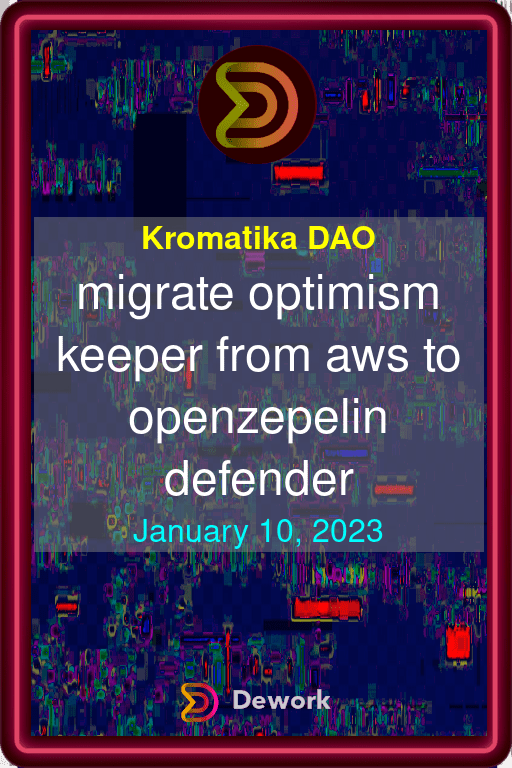 Kromatika DAO
migrate optimism
keeper from aws to
openzepelin
defender
January 10, 2023
Dework